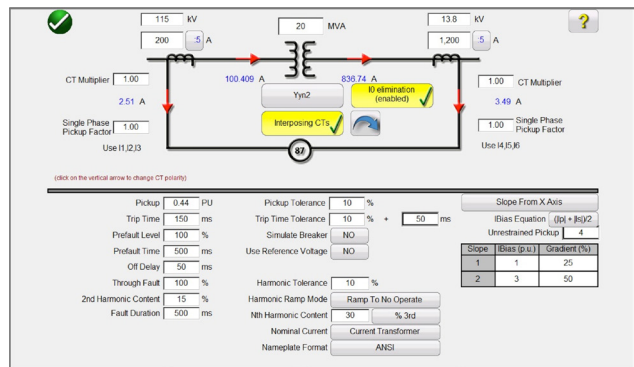 115 kV
20 MVA
13.8 kV
?
200 :5 A
1,200 :5 A
100.409 A
836.74 A
CT Multiplier 1.00
Yyn2
I0 elimination
(enabled)
1.00 CT Multiplier
2.51 A
3.49 A
Single Phase
Pickup Factor 1.00
Interposing CTs
1.00 Single Phase
Pickup Factor
Use I1,I2,I3
87
Use I4,I5,I6
(click on the vertical arrow to change CT polarity)
Pickup 0.44 PU
Pickup Tolerance 10 %
Slope From X Axis
Trip Time 150 ms
Trip Time Tolerance 10 % + 50 ms
IBias Equation (|Ip| + |Is|)/2
Prefault Level 100 %
Simulate Breaker NO
Unrestrained Pickup 4
Prefault Time 500 ms
Use Reference Voltage NO
Slope IBias (p.u.) Gradient (%)
1 1 25
2 3 50
Off Delay 50 ms
Through Fault 100 %
Harmonic Tolerance 10 %
2nd Harmonic Content 15 %
Harmonic Ramp Mode Ramp To No Operate
Fault Duration 500 ms
Nth Harmonic Content 30 % 3rd
Nominal Current Current Transformer
Nameplate Format ANSI